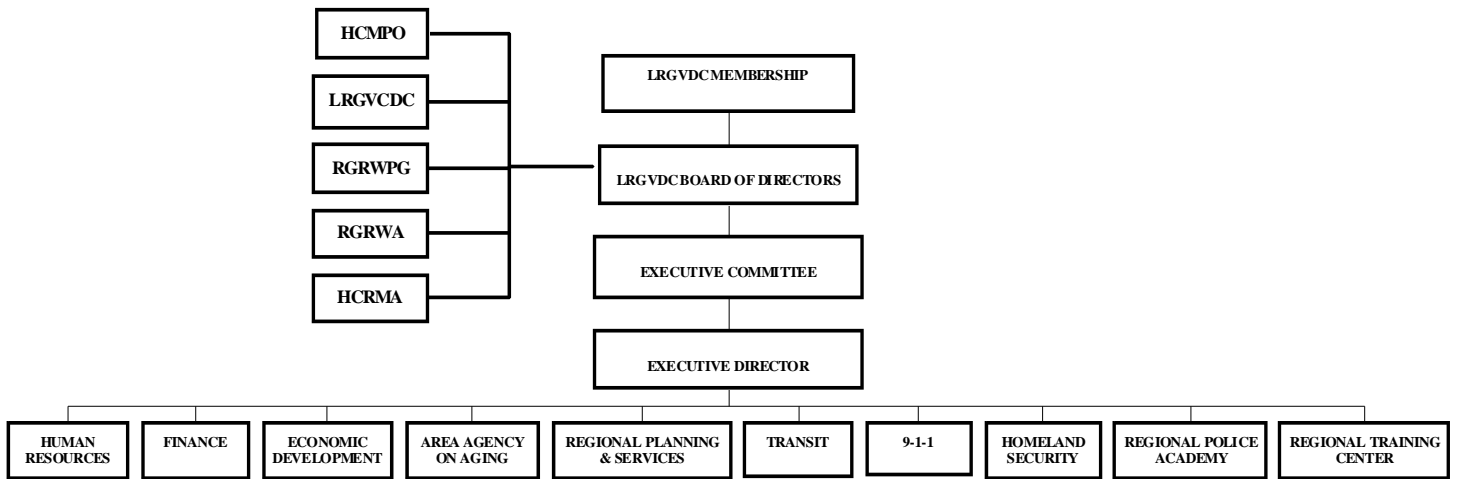 HCMPO
LRGVCDC
RGRWPG
RGRWA
HCRMA
LRGVDC MEMBERSHIP
LRGVDC BOARD OF DIRECTORS
EXECUTIVE COMMITTEE
EXECUTIVE DIRECTOR
HUMAN
RESOURCES
FINANCE
ECONOMIC
DEVELOPMENT
AREA AGENCY
ON AGING
REGIONAL PLANNING
& SERVICES
TRANSIT
9-1-1
HOMELAND
SECURITY
REGIONAL POLICE
ACADEMY
REGIONAL TRAINING
CENTER